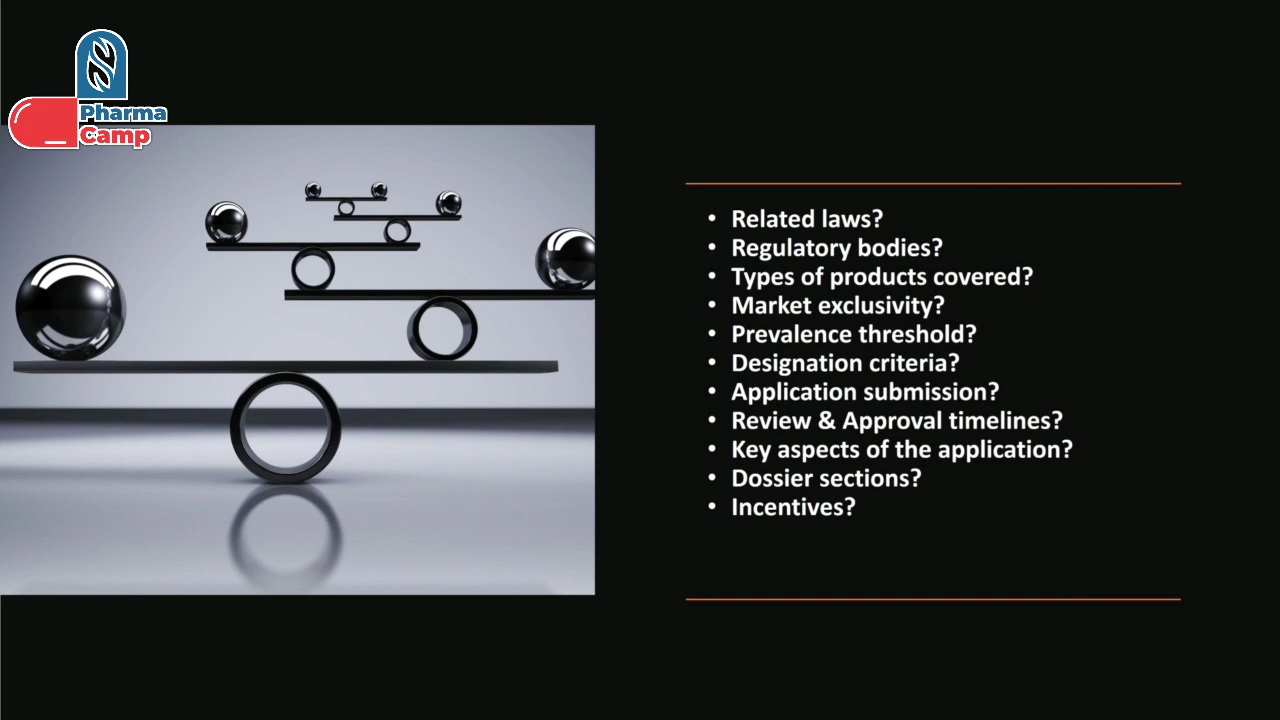 Pharma
Camp
• Related laws?
• Regulatory bodies?
• Types of products covered?
• Market exclusivity?
• Prevalence threshold?
• Designation criteria?
• Application submission?
• Review & Approval timelines?
• Key aspects of the application?
• Dossier sections?
• Incentives?